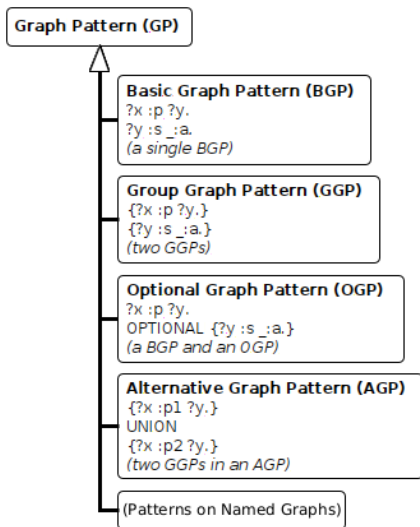 Graph Pattern (GP)
Basic Graph Pattern (BGP)
?x :p ?y.
?y :s _:a.
(a single BGP)
Group Graph Pattern (GGP)
{?x :p ?y.}
{?y :s _:a.}
(two GGPs)
Optional Graph Pattern (OGP)
?x :p ?y.
OPTIONAL {?y :s _:a.}
(a BGP and an OGP)
Alternative Graph Pattern (AGP)
{?x :p1 ?y.}
UNION
{?x :p2 ?y.}
(two GGPs in an AGP)
(Patterns on Named Graphs)